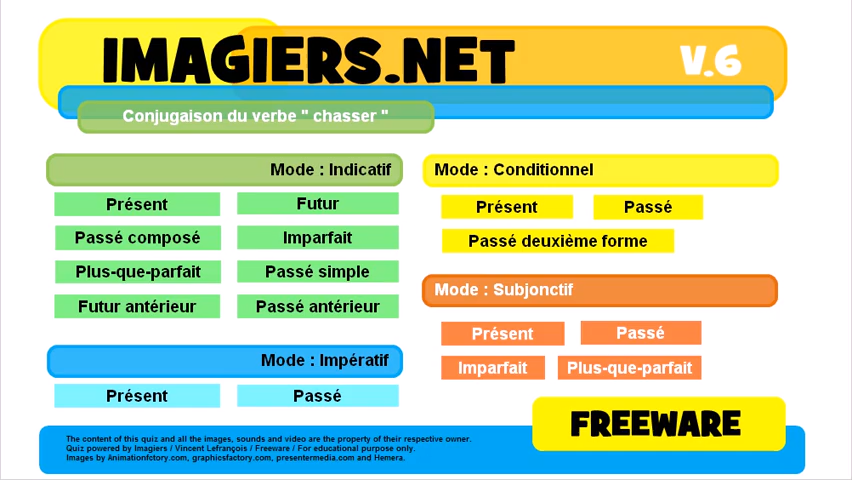 IMAGIERS.NET
V.6
Conjugaison du verbe " chasser "
Mode : Indicatif
Présent
Futur
Passé composé
Imparfait
Plus-que-parfait
Passé simple
Futur antérieur
Passé antérieur
Mode : Impératif
Présent
Passé
Mode : Conditionnel
Présent
Passé
Passé deuxième forme
Mode : Subjonctif
Présent
Passé
Imparfait
Plus-que-parfait
FREEWARE
The content of this quiz and all the images, sounds and video are the property of their respective owner.
Quiz powered by Imagiers / Vincent Lefrançois / Freeware / For educational purpose only.
Images by Animationfctory.com, graphicsfactory.com, presentermedia.com and Hemera.